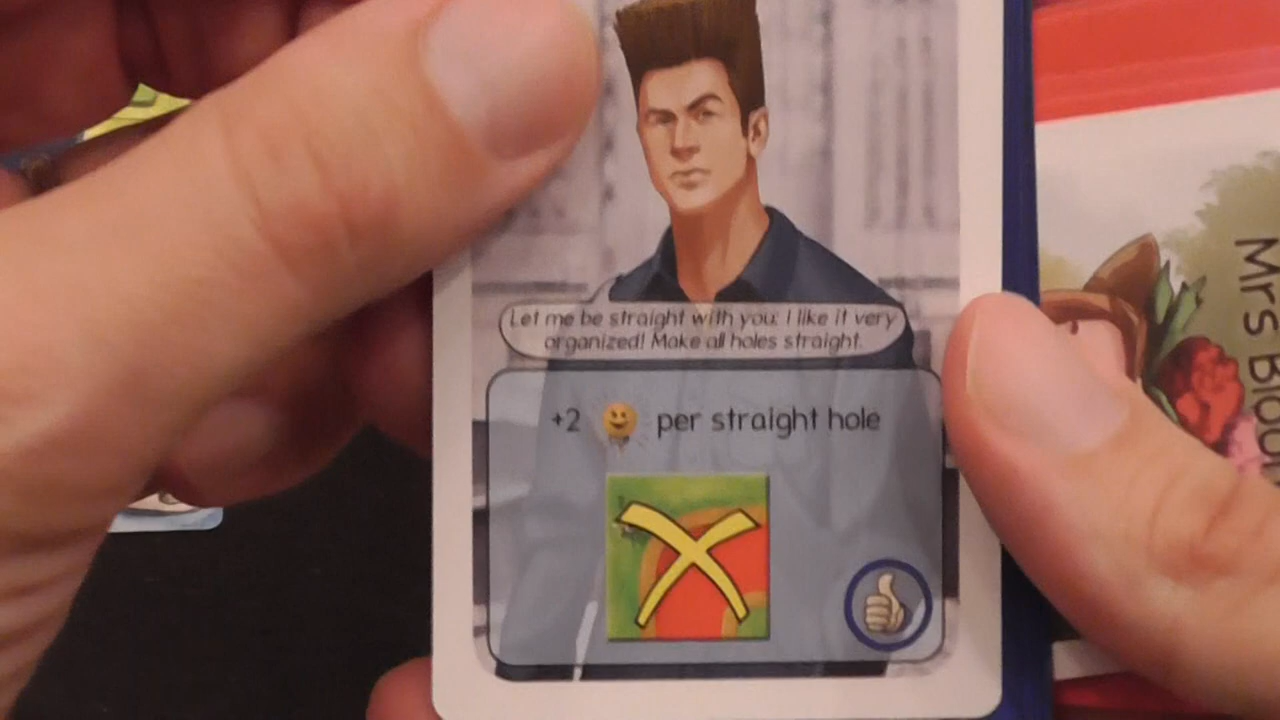 Let me be straight with you: I like it very
organized! Make all holes straight.
+2 per straight hole
Mrs